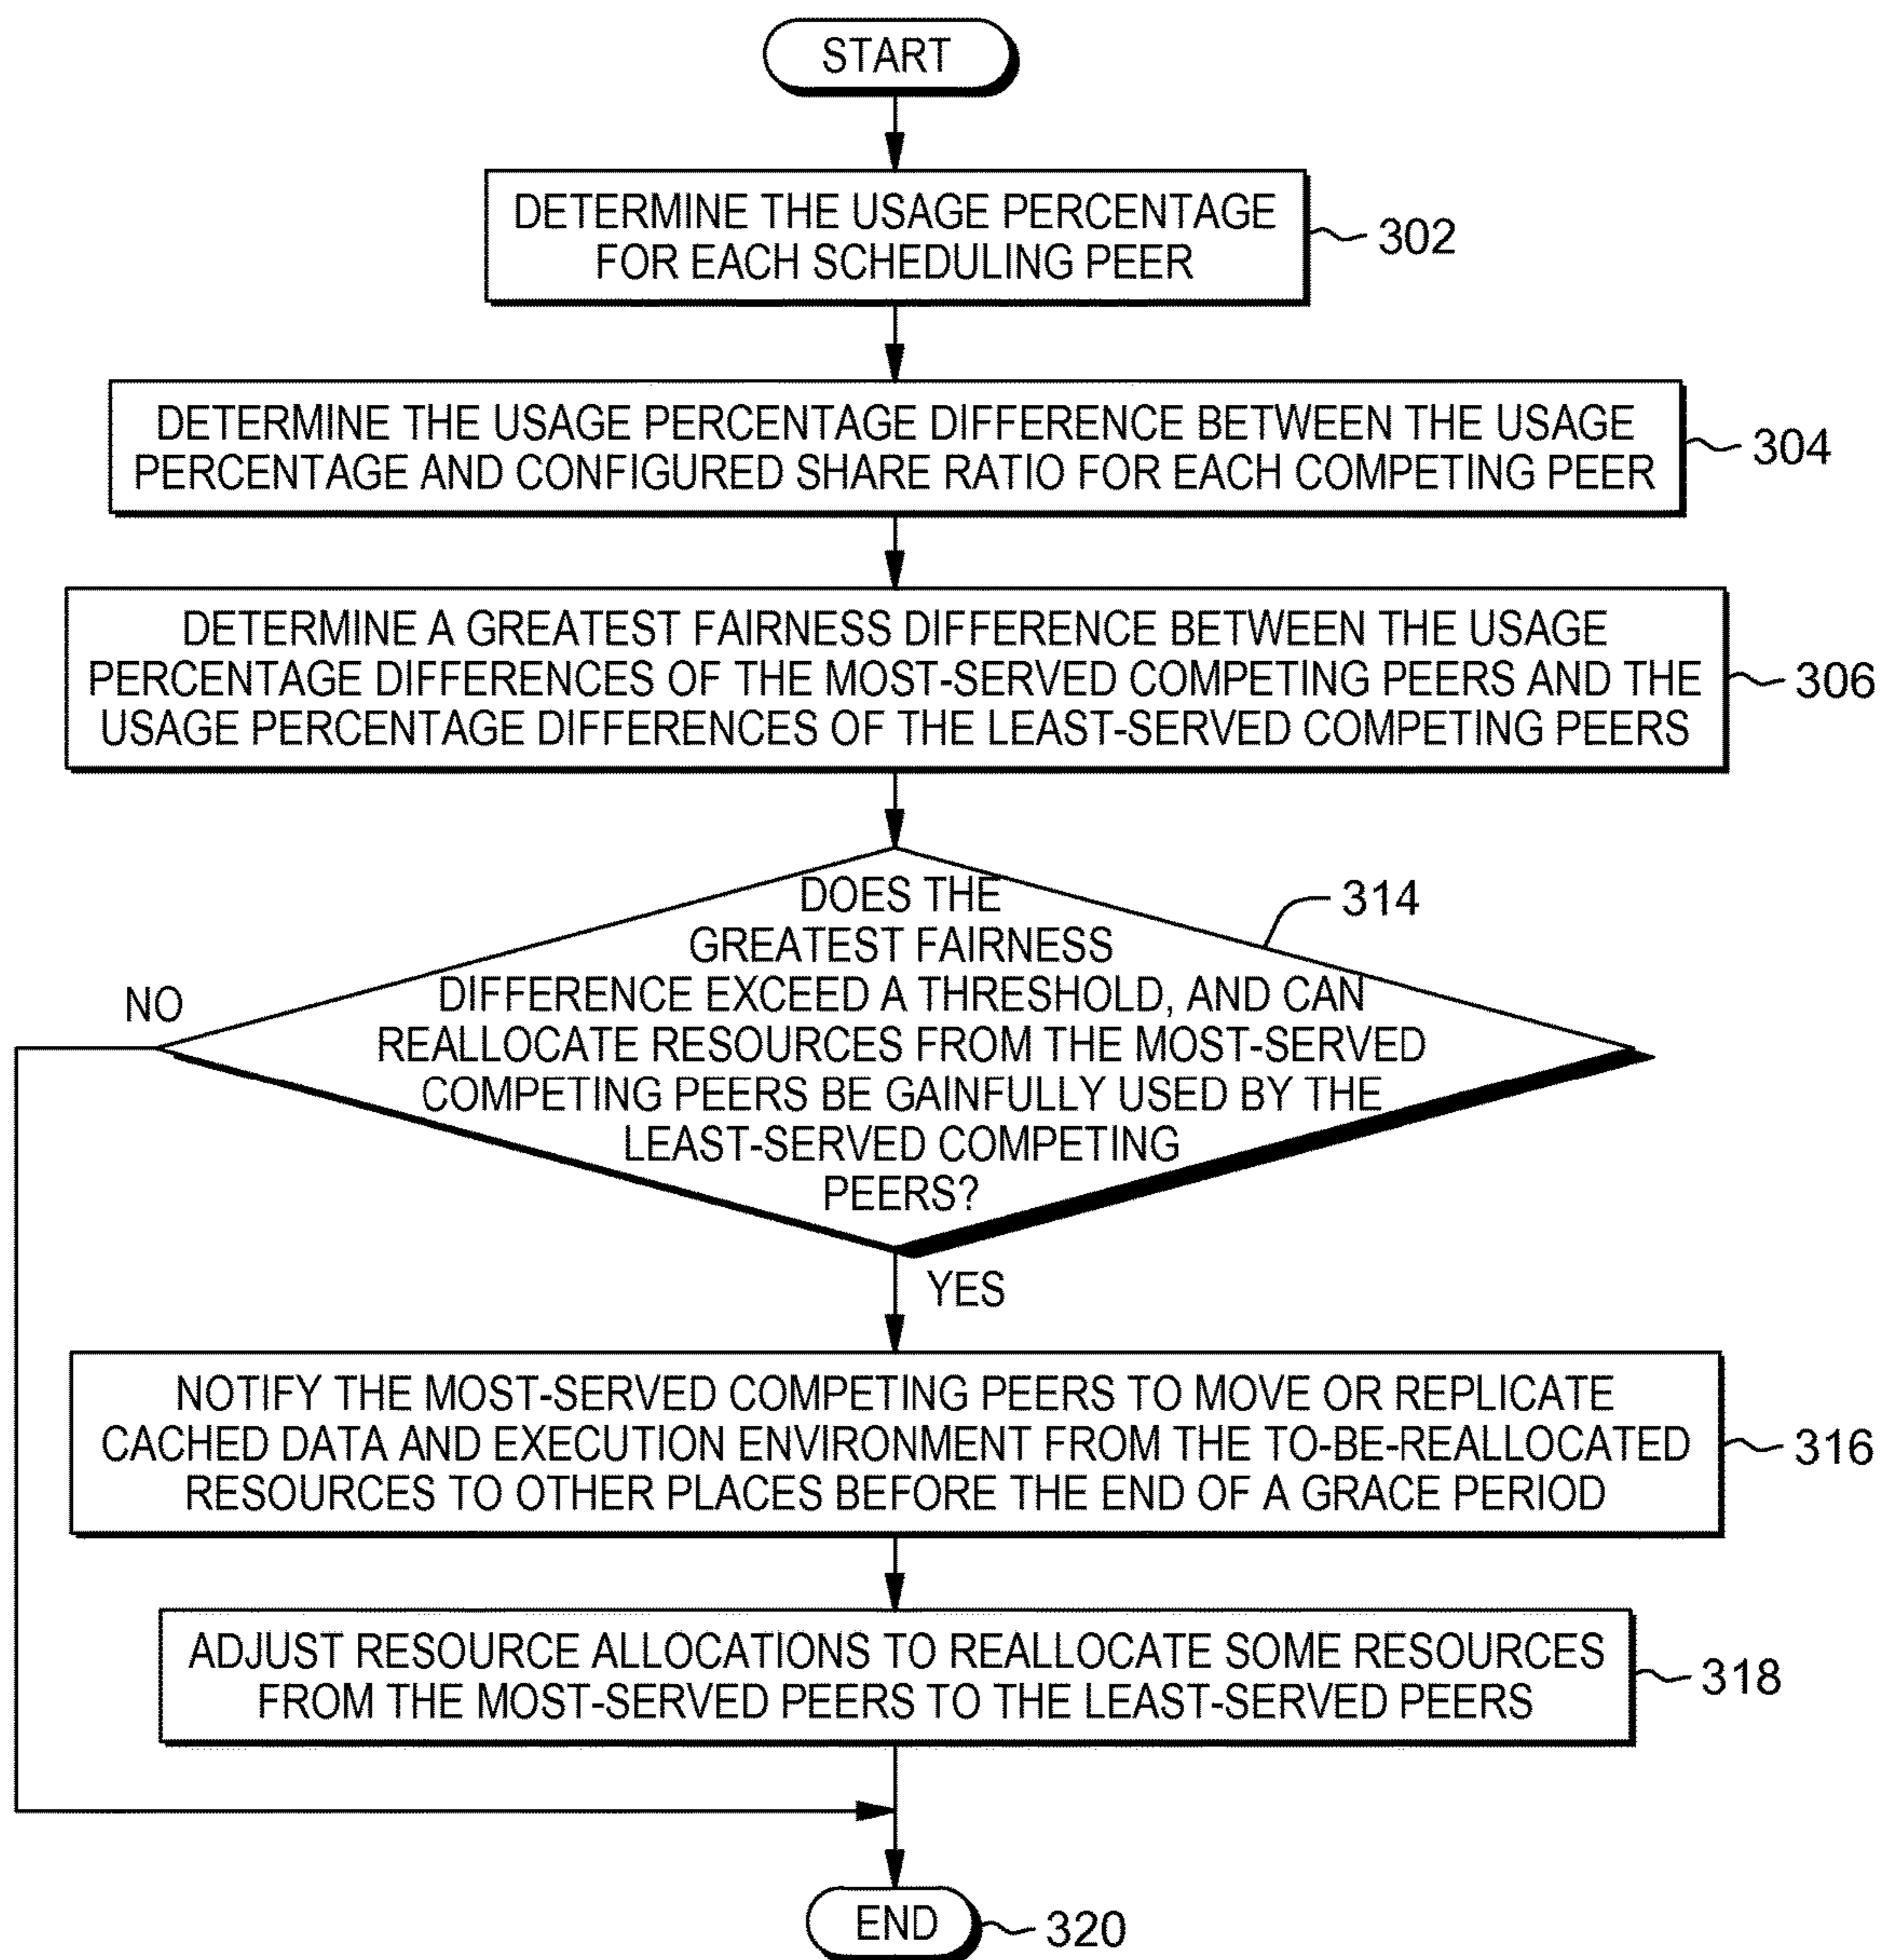 START
DETERMINE THE USAGE PERCENTAGE
FOR EACH SCHEDULING PEER
302
DETERMINE THE USAGE PERCENTAGE DIFFERENCE BETWEEN THE USAGE
PERCENTAGE AND CONFIGURED SHARE RATIO FOR EACH COMPETING PEER
304
DETERMINE A GREATEST FAIRNESS DIFFERENCE BETWEEN THE USAGE
PERCENTAGE DIFFERENCES OF THE MOST-SERVED COMPETING PEERS AND THE
USAGE PERCENTAGE DIFFERENCES OF THE LEAST-SERVED COMPETING PEERS
306
DOES THE
GREATEST FAIRNESS
DIFFERENCE EXCEED A THRESHOLD, AND CAN
REALLOCATE RESOURCES FROM THE MOST-SERVED
COMPETING PEERS BE GAINFULLY USED BY THE
LEAST-SERVED COMPETING
PEERS?
314
NO
YES
NOTIFY THE MOST-SERVED COMPETING PEERS TO MOVE OR REPLICATE
CACHED DATA AND EXECUTION ENVIRONMENT FROM THE TO-BE-REALLOCATED
RESOURCES TO OTHER PLACES BEFORE THE END OF A GRACE PERIOD
316
ADJUST RESOURCE ALLOCATIONS TO REALLOCATE SOME RESOURCES
FROM THE MOST-SERVED PEERS TO THE LEAST-SERVED PEERS
318
END
320